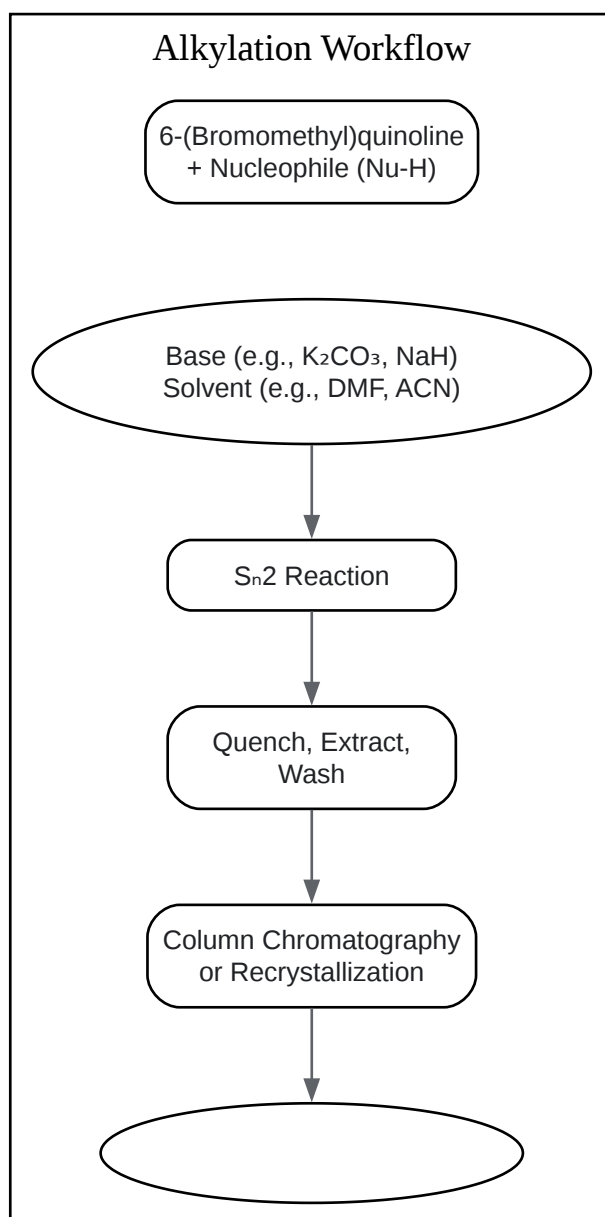 Alkylation Workflow
6-(Bromomethyl)quinoline
+ Nucleophile (Nu-H)
Base (e.g., K₂CO₃, NaH)
Solvent (e.g., DMF, ACN)
Sₙ2 Reaction
Quench, Extract,
Wash
Column Chromatography
or Recrystallization